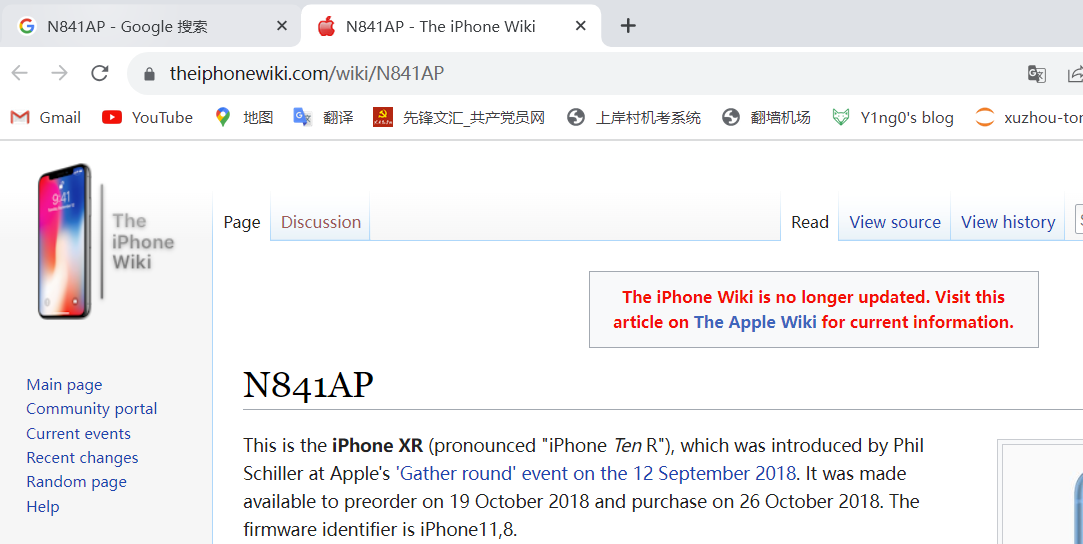 N841AP - Google 搜索
N841AP - The iPhone Wiki
theiphonewiki.com/wiki/N841AP
Gmail
YouTube
地图
翻译
先锋文汇_共产党员网
上岸村机考系统
翻墙机场
Y1ng0's blog
xuzhou-tor
9:41
The
iPhone
Wiki
Page
Discussion
Read
View source
View history
The iPhone Wiki is no longer updated. Visit this
article on The Apple Wiki for current information.
Main page
Community portal
Current events
Recent changes
Random page
Help
N841AP
This is the iPhone XR (pronounced "iPhone Ten R"), which was introduced by Phil
Schiller at Apple's 'Gather round' event on the 12 September 2018. It was made
available to preorder on 19 October 2018 and purchase on 26 October 2018. The
firmware identifier is iPhone11,8.